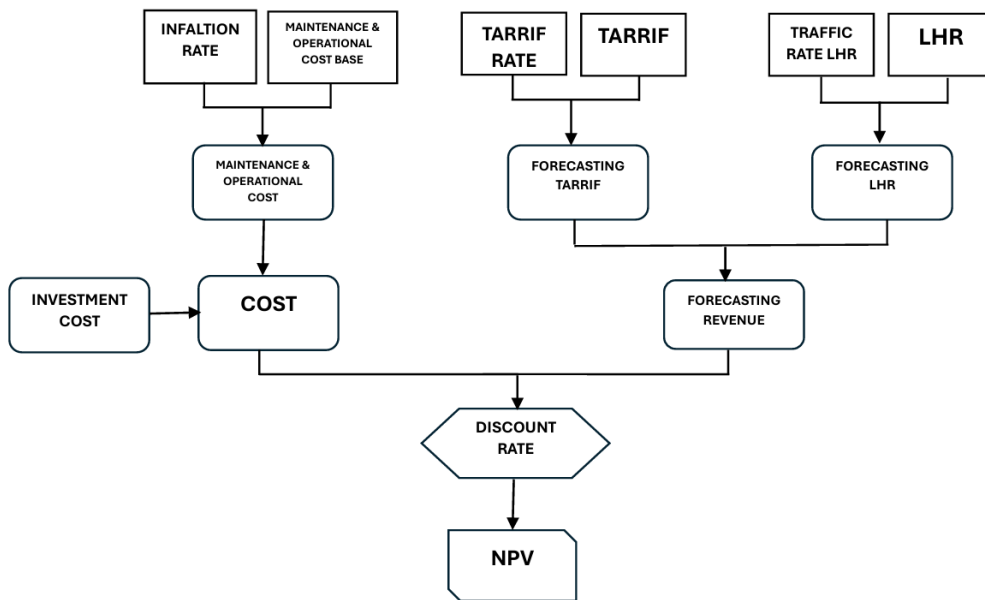 INFALTION
RATE
MAINTENANCE &
OPERATIONAL
COST BASE
TARRIF
RATE
TARRIF
TRAFFIC
RATE LHR
LHR
MAINTENANCE &
OPERATIONAL
COST
FORECASTING
TARRIF
FORECASTING
LHR
INVESTMENT
COST
COST
FORECASTING
REVENUE
DISCOUNT
RATE
NPV